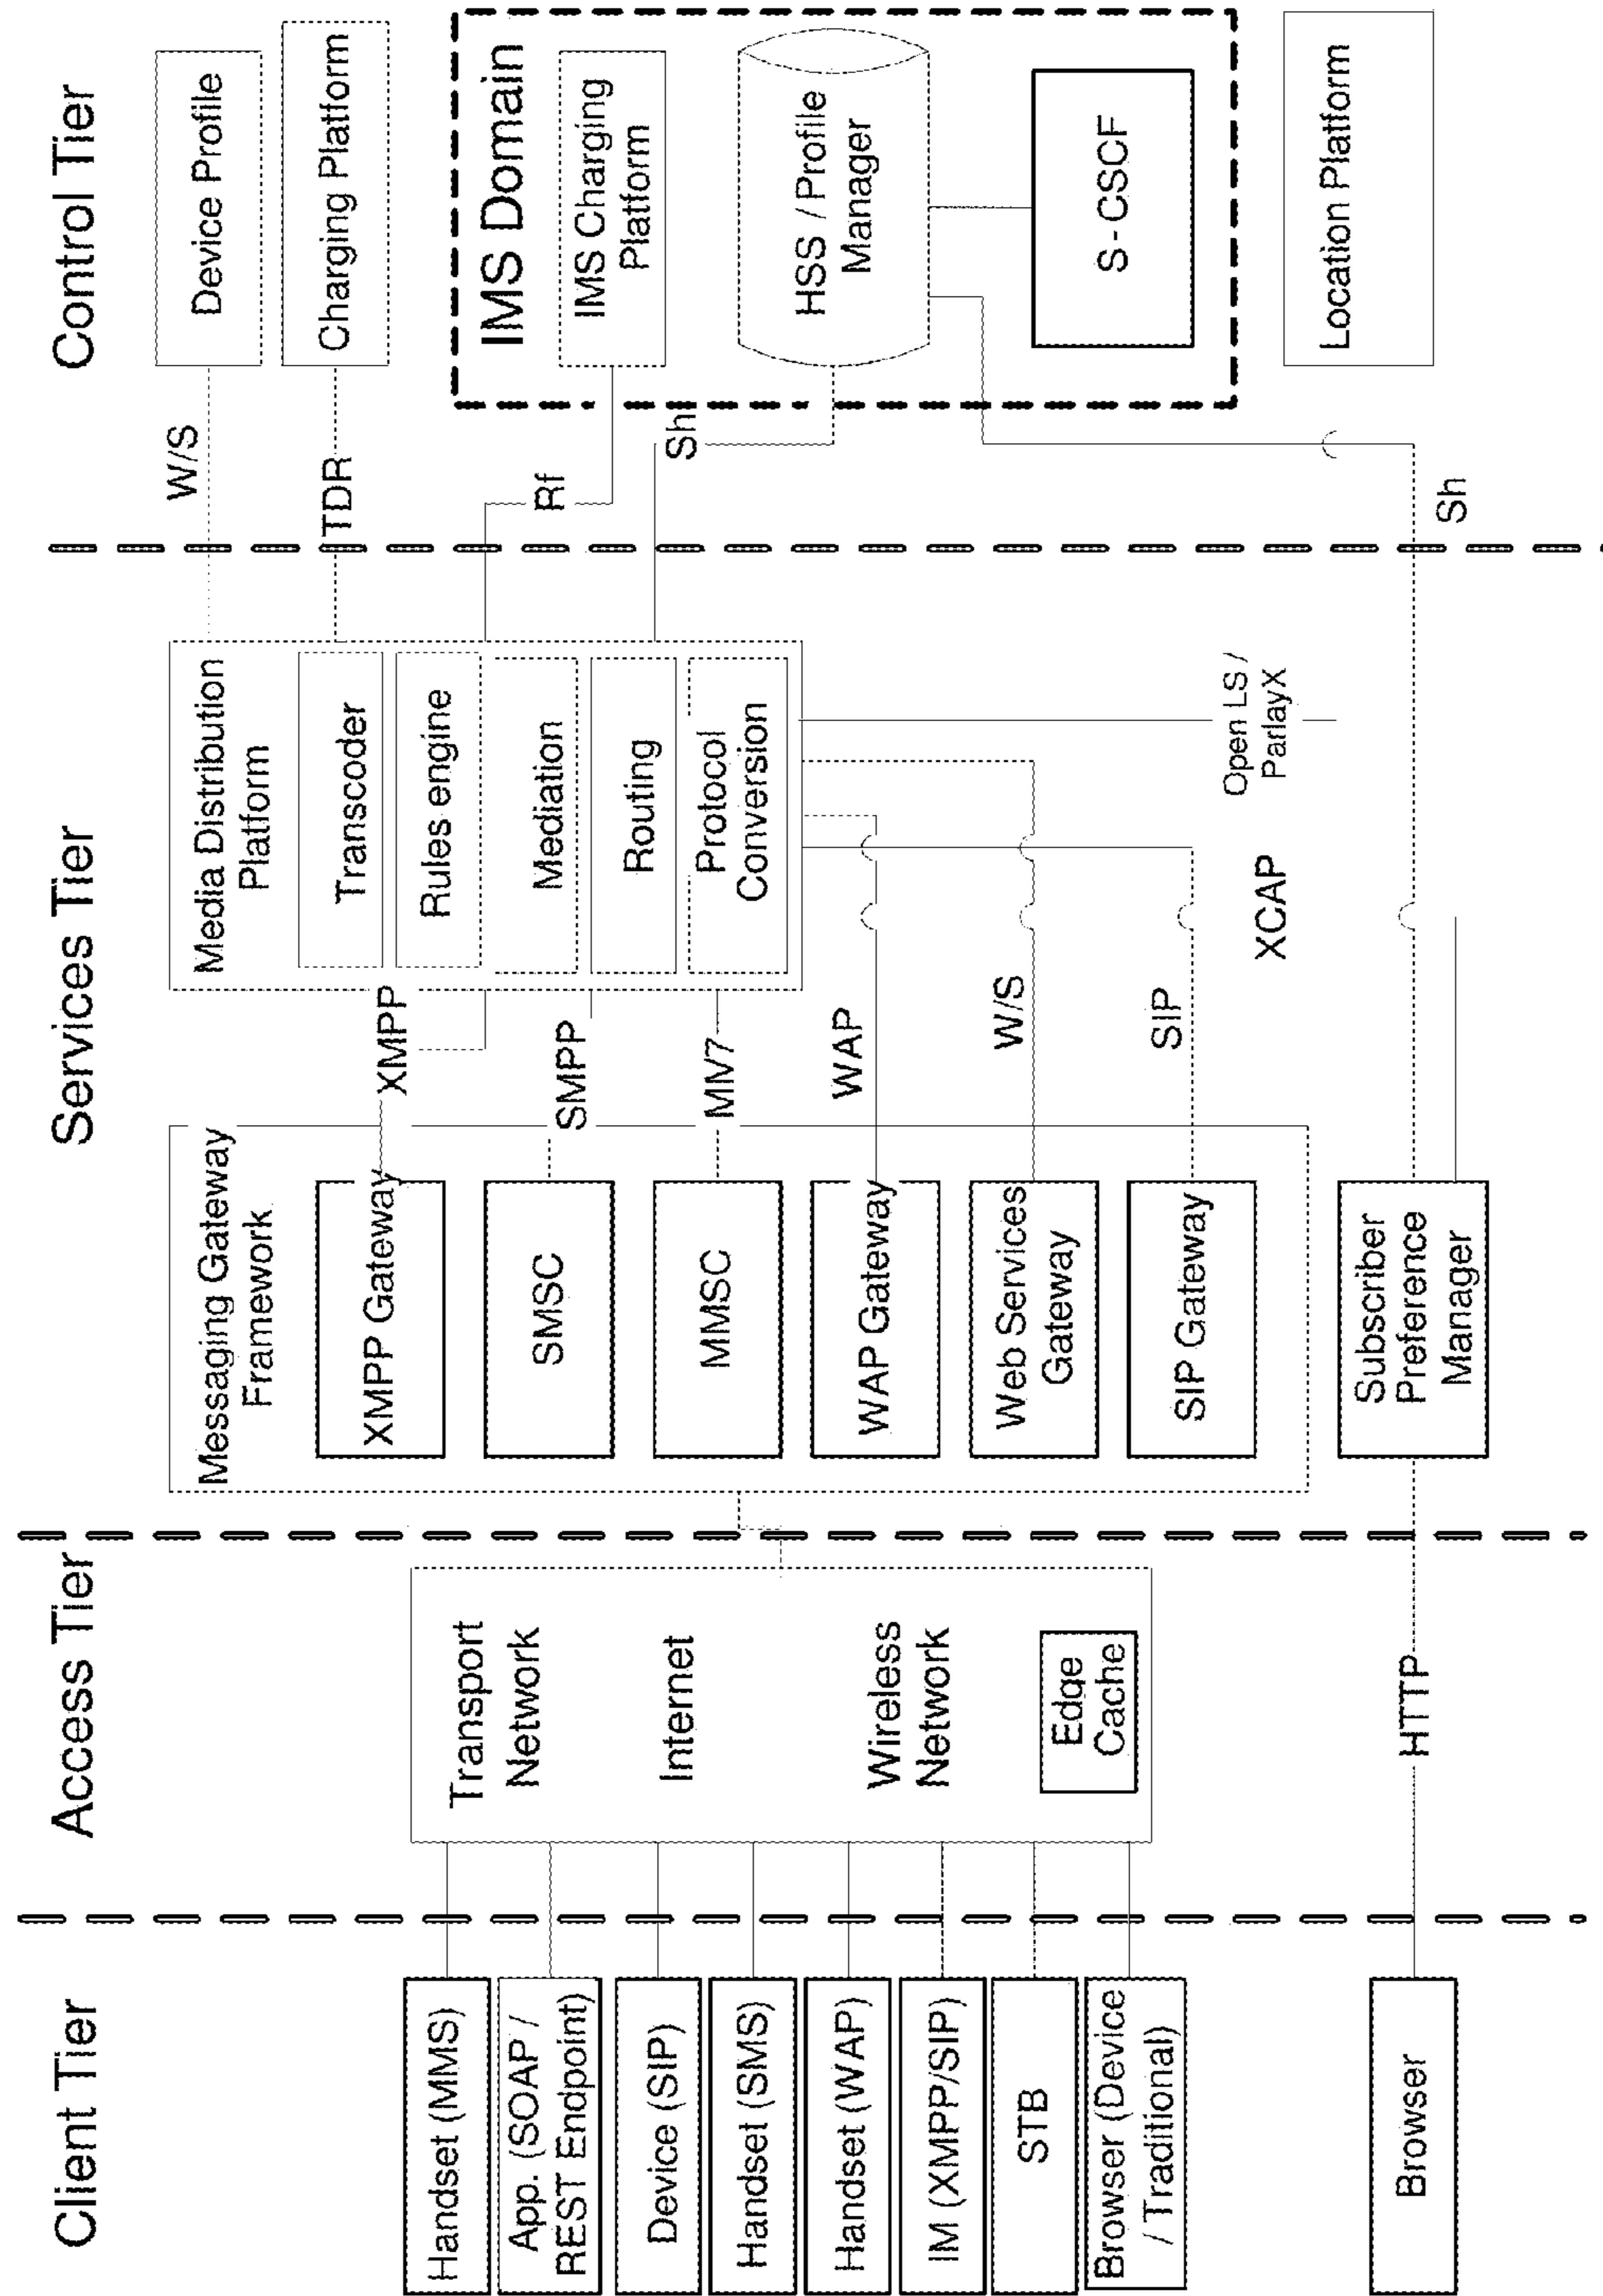 Client Tier
Access Tier
Services Tier
Control Tier
Handset (MMS)
App. (SOAP /
REST Endpoint)
Device (SIP)
Handset (SMS)
Handset (WAP)
IM (XMPP/SIP)
STB
Browser (Device
/ Traditional)
Browser
Transport
Network
Internet
Wireless
Network
Edge
Cache
HTTP
Messaging Gateway
Framework
XMPP Gateway
SMSC
MMSC
WAP Gateway
Web Services
Gateway
SIP Gateway
Subscriber
Preference
Manager
XMPP
SMPP
MM7
WAP
W/S
SIP
XCAP
Media Distribution
Platform
Transcoder
Rules engine
Mediation
Routing
Protocol
Conversion
Open LS /
ParlayX
W/S
TDR
Rf
Sh
Sh
Device Profile
Charging Platform
IMS Domain
IMS Charging
Platform
HSS / Profile
Manager
S-CSCF
Location Platform